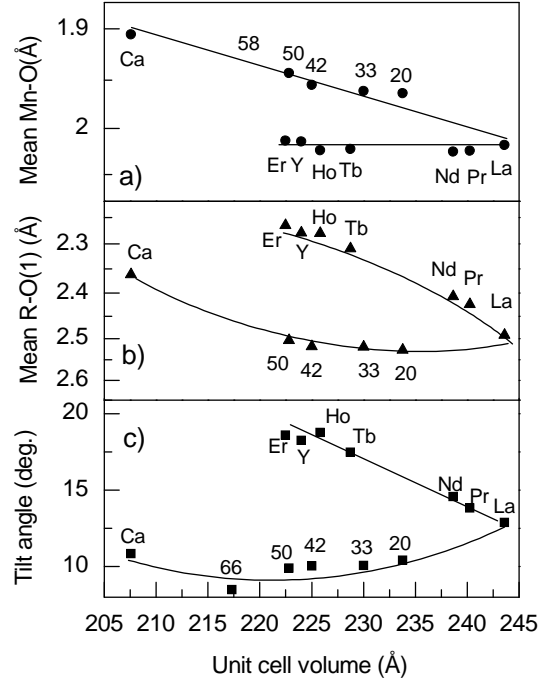 1.9
Ca
58
50
42
33
20
2
Mean Mn-O(Å)
Er Y Ho Tb Nd Pr La
a)
Ca
Er
Y
Ho
Tb
Nd
Pr
La
2.3
2.4
2.5
2.6
Mean R-O(1) (Å)
50
42
33
20
b)
20
c)
Er
Y
Ho
Tb
Nd
Pr
La
15
10
Tilt angle (deg.)
Ca
66
50
42
33
20
205 210 215 220 225 230 235 240 245
Unit cell volume (Å)